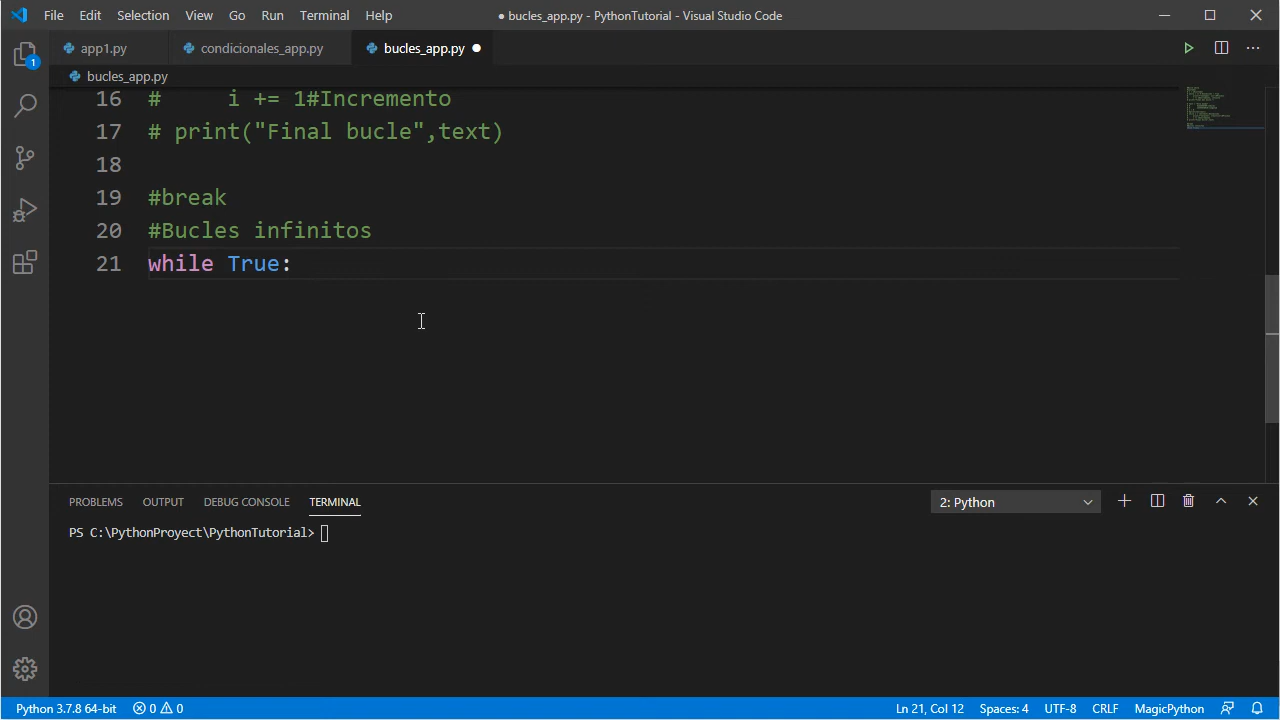 File Edit Selection View Go Run Terminal Help ● bucles_app.py - PythonTutorial - Visual Studio Code
app1.py condicionales_app.py bucles_app.py ●
1
bucles_app.py
16 #     i += 1#Incremento
17 # print("Final bucle",text)
18
19 #break
20 #Bucles infinitos
21 while True:
PROBLEMS OUTPUT DEBUG CONSOLE TERMINAL 2: Python
PS C:\PythonProyect\PythonTutorial>
Python 3.7.8 64-bit 0 0 Ln 21, Col 12 Spaces: 4 UTF-8 CRLF MagicPython